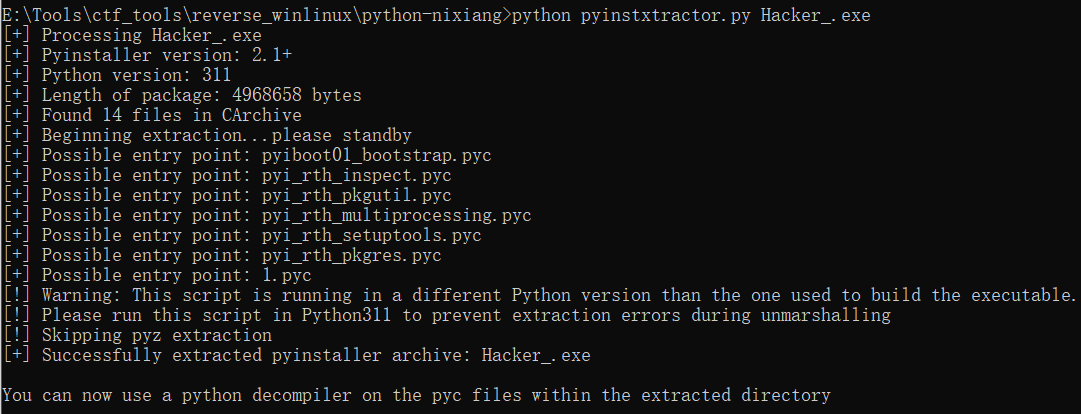 E:\Tools\ctf_tools\reverse_winlinux\python-nixiang>python pyinstxtractor.py Hacker_.exe
[+] Processing Hacker_.exe
[+] Pyinstaller version: 2.1+
[+] Python version: 311
[+] Length of package: 4968658 bytes
[+] Found 14 files in CArchive
[+] Beginning extraction...please standby
[+] Possible entry point: pyiboot01_bootstrap.pyc
[+] Possible entry point: pyi_rth_inspect.pyc
[+] Possible entry point: pyi_rth_pkgutil.pyc
[+] Possible entry point: pyi_rth_multiprocessing.pyc
[+] Possible entry point: pyi_rth_setuptools.pyc
[+] Possible entry point: pyi_rth_pkgres.pyc
[+] Possible entry point: 1.pyc
[!] Warning: This script is running in a different Python version than the one used to build the executable.
[!] Please run this script in Python311 to prevent extraction errors during unmarshalling
[!] Skipping pyz extraction
[+] Successfully extracted pyinstaller archive: Hacker_.exe
You can now use a python decompiler on the pyc files within the extracted directory